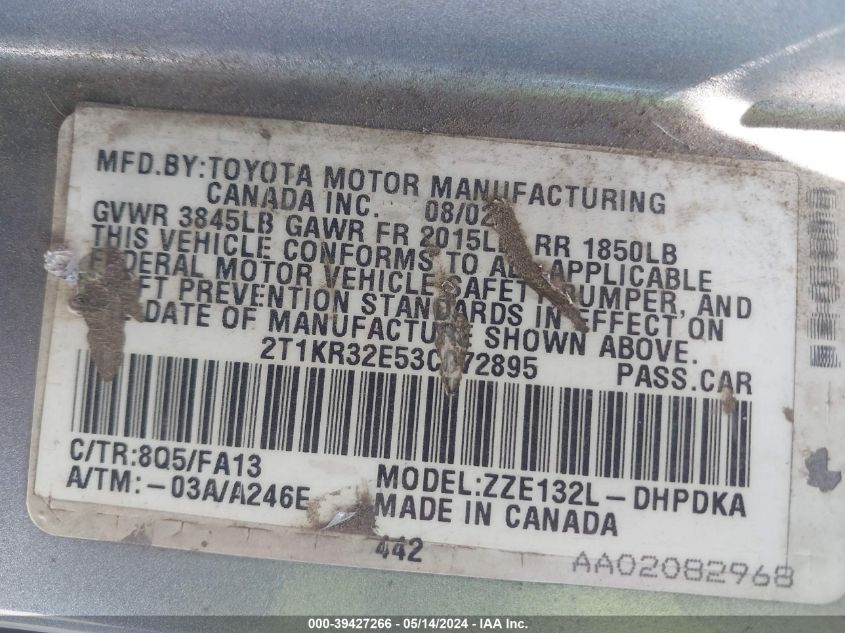 MFD.BY:TOYOTA MOTOR MANUFACTURING
CANADA INC. 08/02
GVWR 3845LB GAWR FR 2015LB RR 1850LB
THIS VEHICLE CONFORMS TO ALL APPLICABLE
FEDERAL MOTOR VEHICLE SAFETY, BUMPER, AND
THEFT PREVENTION STANDARDS IN EFFECT ON
DATE OF MANUFACTURE SHOWN ABOVE.
PASS.CAR
C/TR:8Q5/FA13
A/TM:-03A/A246E
MODEL:ZZE132L-DHPDKA
MADE IN CANADA
442
AA02082968
000-39427266 - 05/14/2024 - IAA Inc.